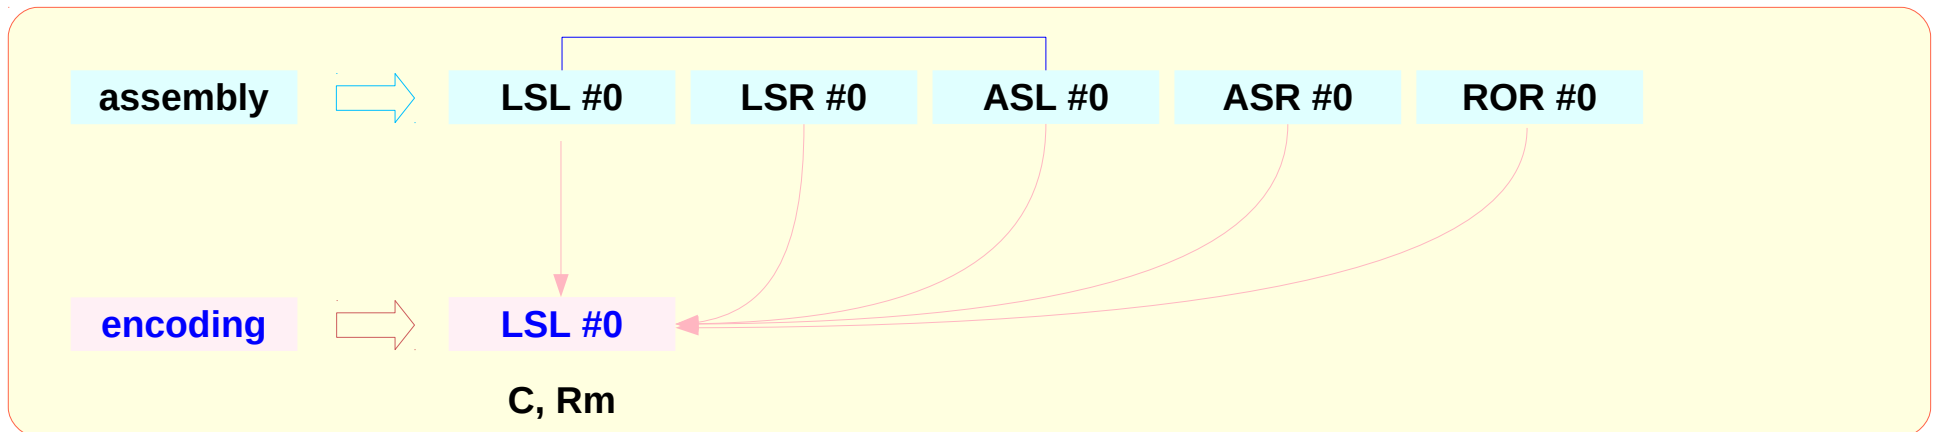 assembly LSL #0 LSR #0 ASL #0 ASR #0 ROR #0
encoding LSL #0
C, Rm